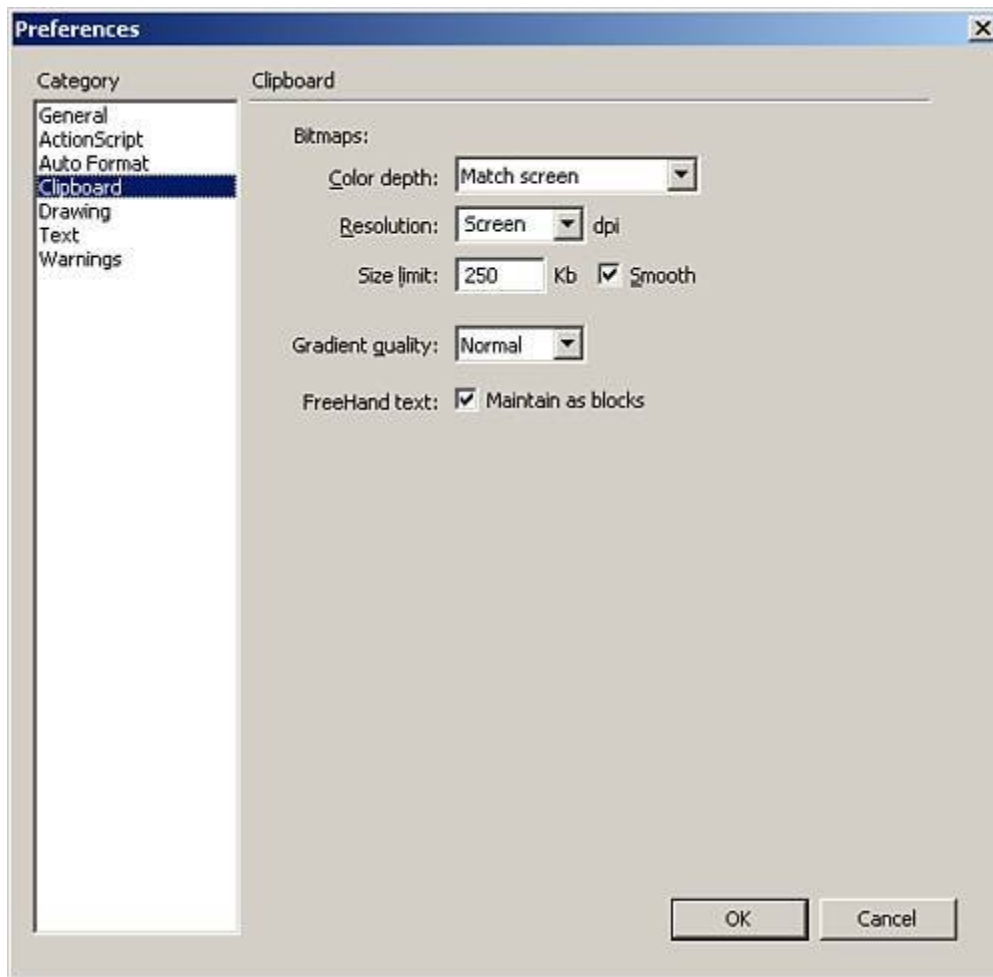 Preferences
Category
General
ActionScript
Auto Format
Clipboard
Drawing
Text
Warnings
Clipboard
Bitmaps:
Color depth: Match screen
Resolution: Screen dpi
Size limit: 250 Kb Smooth
Gradient quality: Normal
FreeHand text: Maintain as blocks
OK Cancel